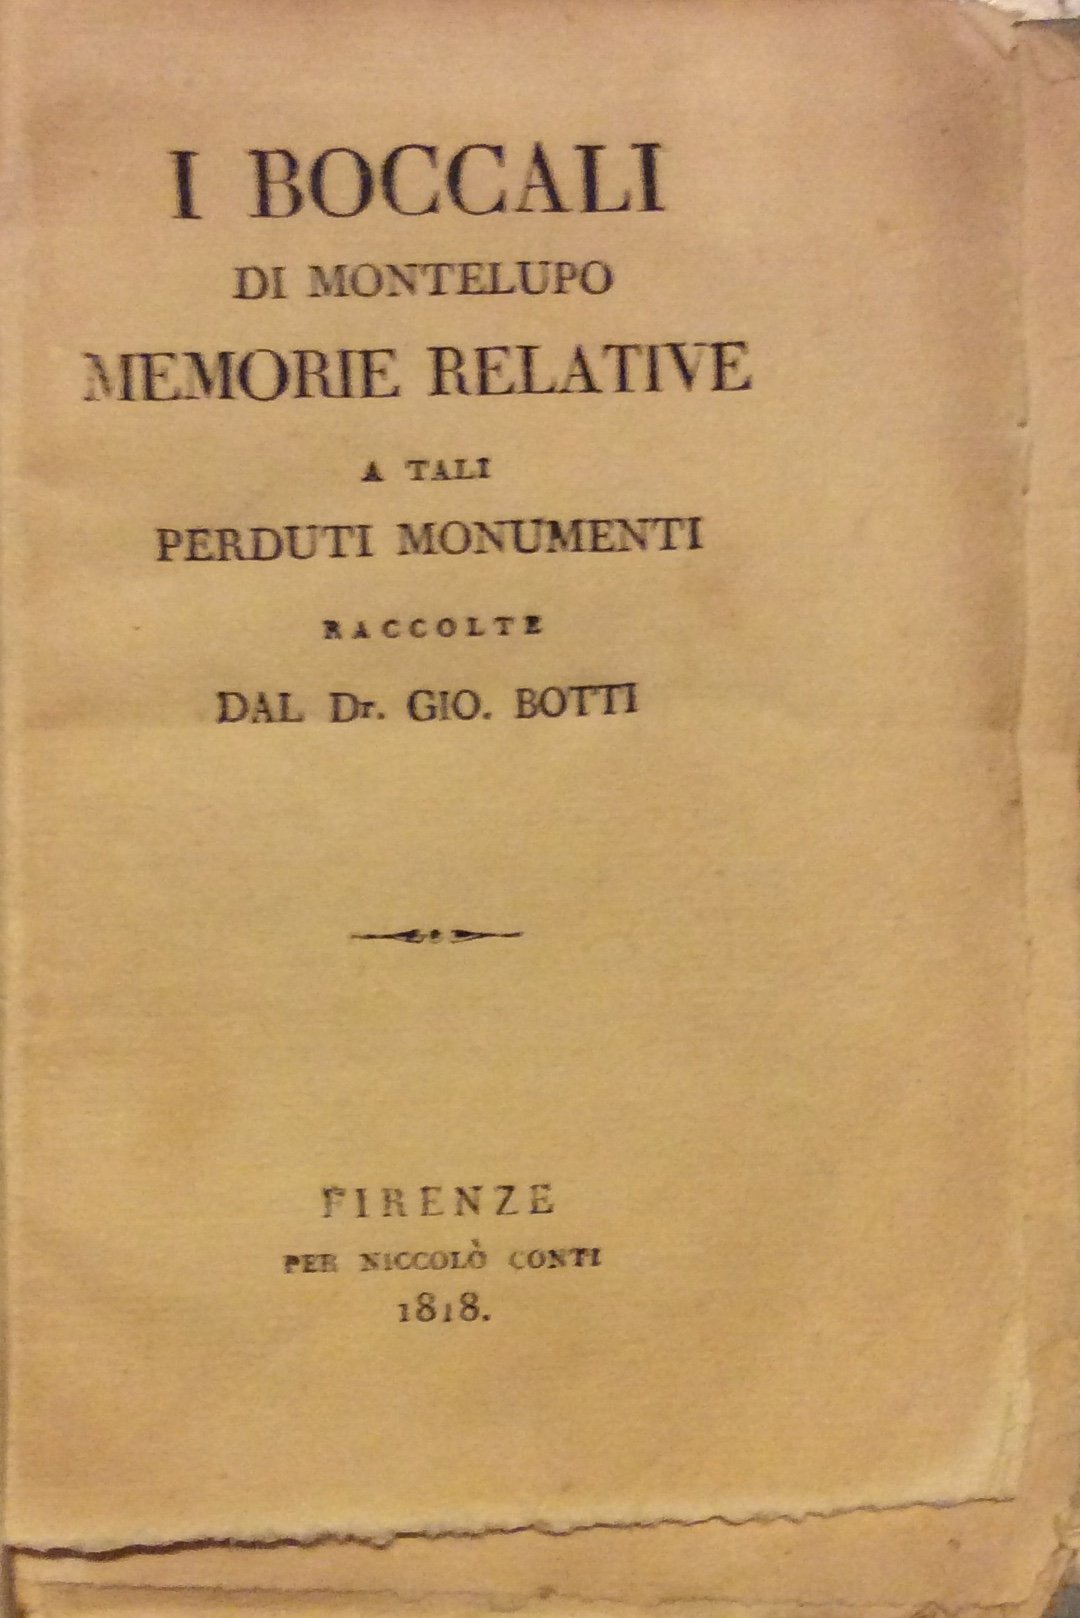 I BOCCALI
DI MONTELUPO
MEMORIE RELATIVE
A TALI
PERDUTI MONUMENTI
RACCOLTE
DAL Dr. GIO. BOTTI
FIRENZE
PER NICCOLÒ CONTI
1818.